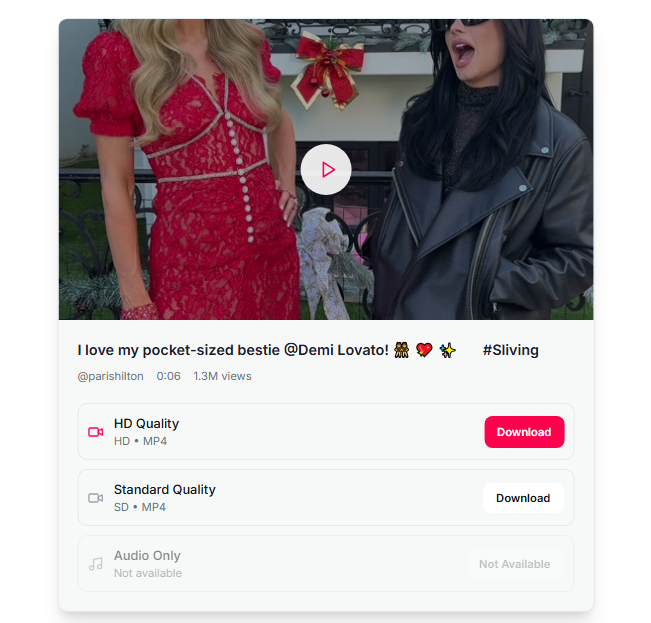 I love my pocket-sized bestie @Demi Lovato! 👯💖✨ #Sliving
@parishilton 0:06 1.3M views
HD Quality
HD • MP4
Download
Standard Quality
SD • MP4
Download
Audio Only
Not available
Not Available